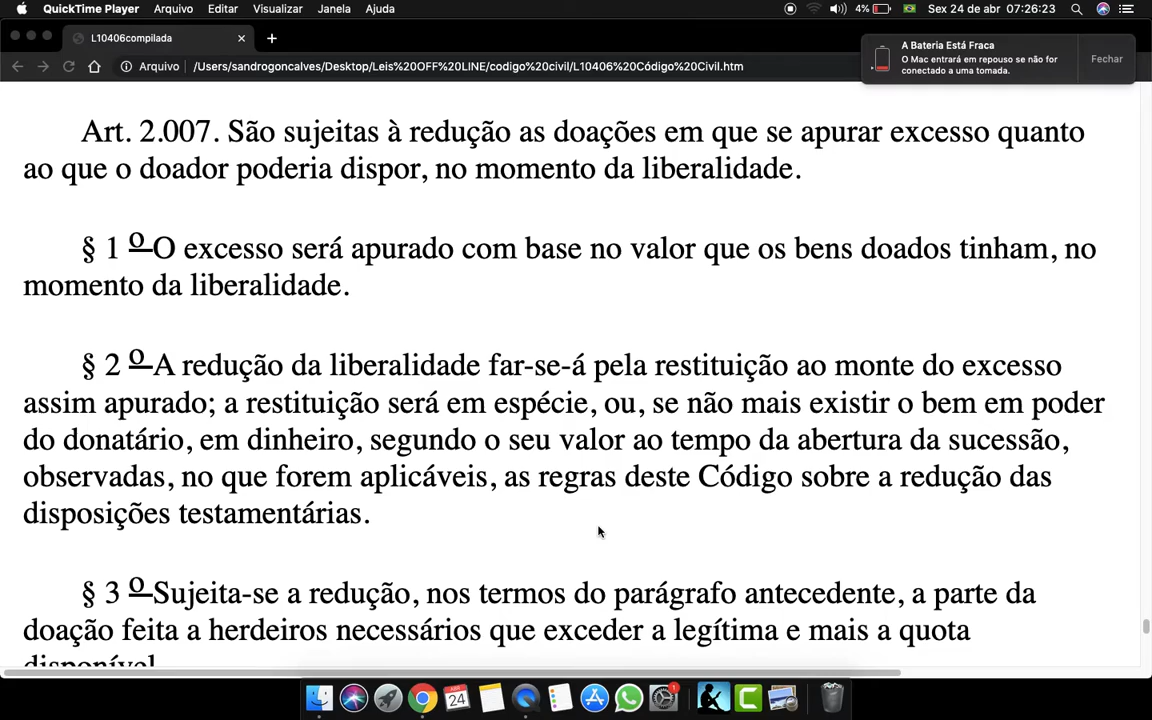 QuickTime Player Arquivo Editar Visualizar Janela Ajuda 4% Sex 24 de abr 07:26:23
L10406compilada
Arquivo /Users/sandrogoncalves/Desktop/Leis%20OFF%20LINE/codigo%20civil/L10406%20Código%20Civil.htm
A Bateria Está Fraca
O Mac entrará em repouso se não for
conectado a uma tomada.
Fechar
Art. 2.007. São sujeitas à redução as doações em que se apurar excesso quanto
ao que o doador poderia dispor, no momento da liberalidade.
§ 1 o O excesso será apurado com base no valor que os bens doados tinham, no
momento da liberalidade.
§ 2 o A redução da liberalidade far-se-á pela restituição ao monte do excesso
assim apurado; a restituição será em espécie, ou, se não mais existir o bem em poder
do donatário, em dinheiro, segundo o seu valor ao tempo da abertura da sucessão,
observadas, no que forem aplicáveis, as regras deste Código sobre a redução das
disposições testamentárias.
§ 3 o Sujeita-se a redução, nos termos do parágrafo antecedente, a parte da
doação feita a herdeiros necessários que exceder a legítima e mais a quota
disponível.
ABR
24
1